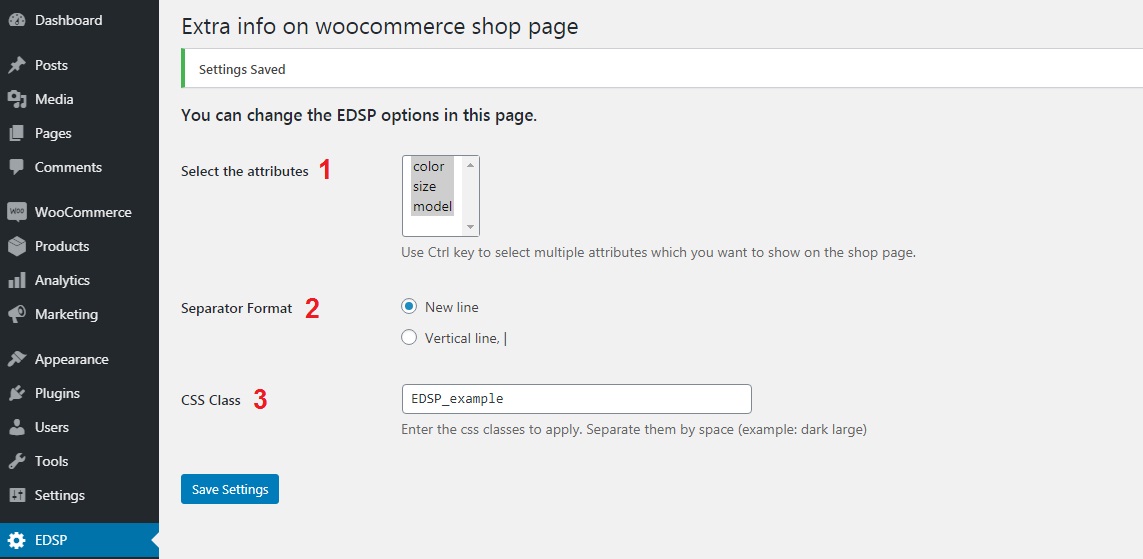 Dashboard
Posts
Media
Pages
Comments
WOO WooCommerce
Products
Analytics
Marketing
Appearance
Plugins
Users
Tools
Settings
EDSP
Extra info on woocommerce shop page
Settings Saved
You can change the EDSP options in this page.
Select the attributes 1
color
size
model
Use Ctrl key to select multiple attributes which you want to show on the shop page.
Separator Format 2
New line
Vertical line, |
CSS Class 3
EDSP_example
Enter the css classes to apply. Separate them by space (example: dark large)
Save Settings